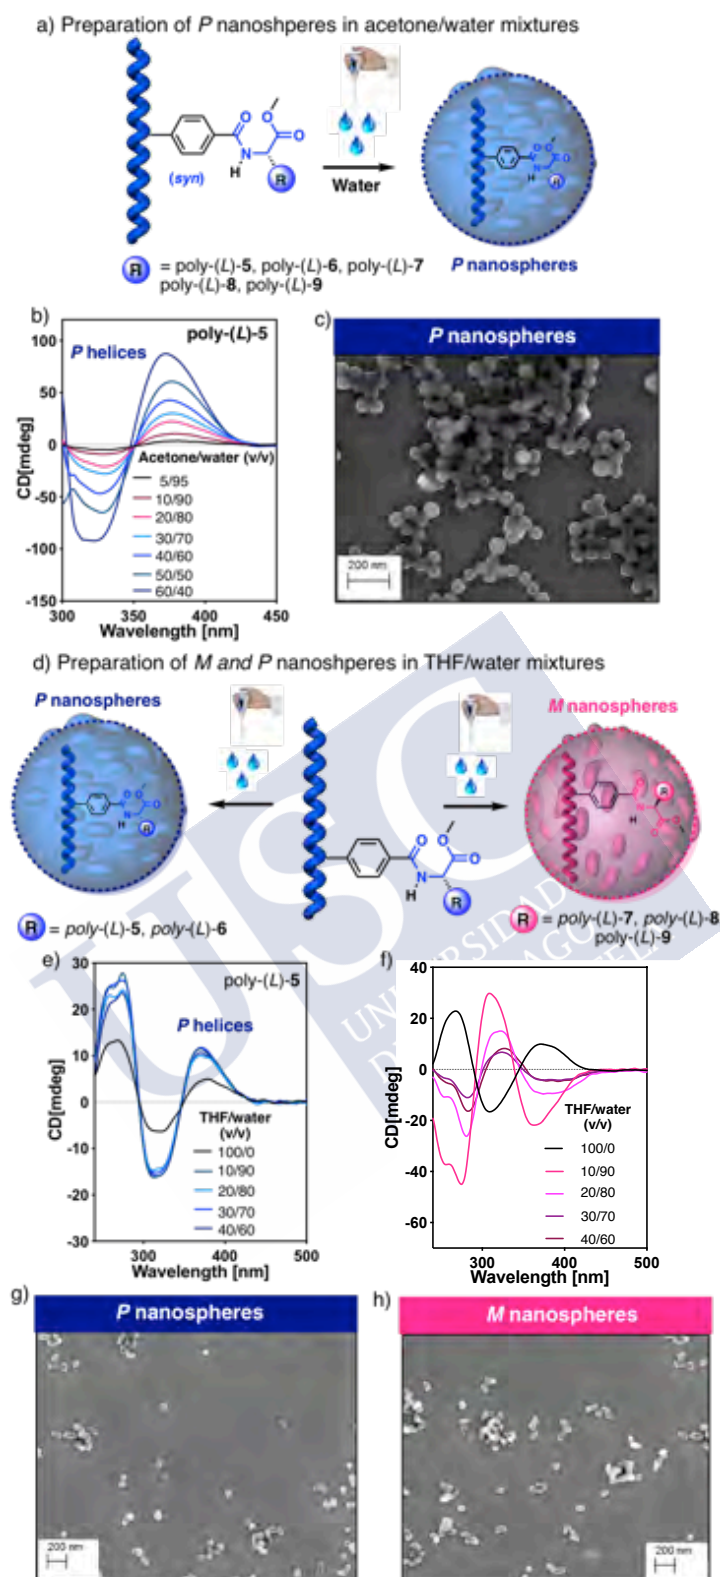 a) Preparation of P nanoshperes in acetone/water mixtures
O
O
O
N
H
R
(syn)
Water
O
O
O
N
H
R
R = poly-(L)-5, poly-(L)-6, poly-(L)-7
poly-(L)-8, poly-(L)-9
P nanospheres
b)
poly-(L)-5
P helices
CD[mdeg]
100
50
0
-50
-100
-150
Acetone/water (v/v)
5/95
10/90
20/80
30/70
40/60
50/50
60/40
300 350 400 450
Wavelength [nm]
c)
P nanospheres
200 nm
d) Preparation of M and P nanoshperes in THF/water mixtures
P nanospheres
M nanospheres
O
O
O
N
H
R
O
O
O
N
H
R
O
O
O
N
H
R
R = poly-(L)-5, poly-(L)-6
R = poly-(L)-7, poly-(L)-8
poly-(L)-9
USC
e)
poly-(L)-5
P helices
CD[mdeg]
30
20
10
0
-10
-20
-30
THF/water
(v/v)
100/0
10/90
20/80
30/70
40/60
300 400 500
Wavelength [nm]
f)
CD[mdeg]
40
20
0
-20
-40
-60
THF/water
(v/v)
100/0
10/90
20/80
30/70
40/60
300 400 500
Wavelength [nm]
g)
P nanospheres
200 nm
h)
M nanospheres
200 nm